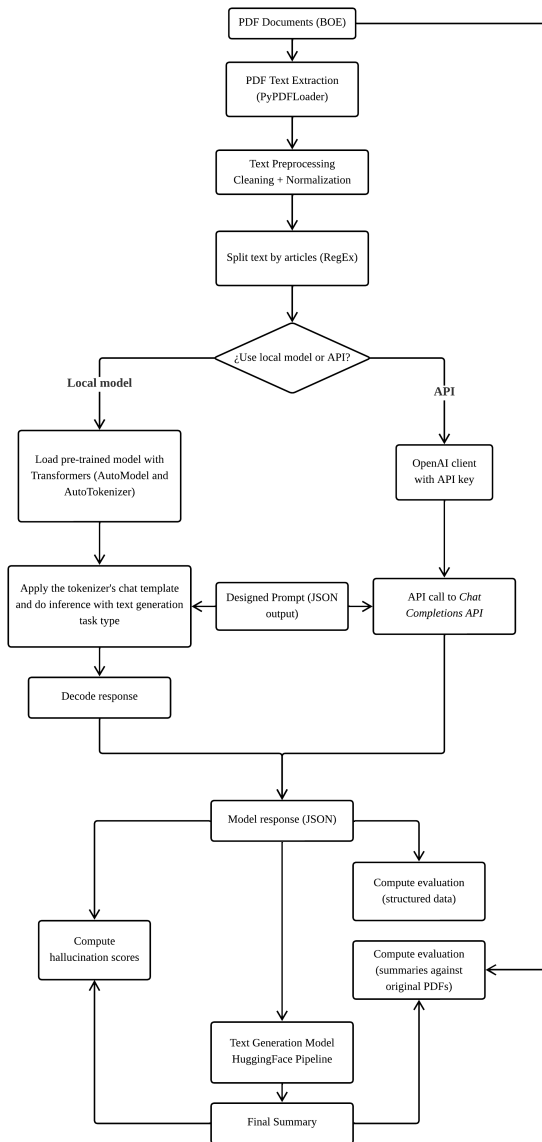 PDF Documents (BOE)
PDF Text Extraction
(PyPDFLoader)
Text Preprocessing
Cleaning + Normalization
Split text by articles (RegEx)
¿Use local model or API?
Local model
API
Load pre-trained model with
Transformers (AutoModel and
AutoTokenizer)
OpenAI client
with API key
Apply the tokenizer's chat template
and do inference with text generation
task type
Designed Prompt (JSON
output)
API call to Chat
Completions API
Decode response
Model response (JSON)
Compute evaluation
(structured data)
Compute
hallucination scores
Compute evaluation
(summaries against
original PDFs)
Text Generation Model
HuggingFace Pipeline
Final Summary